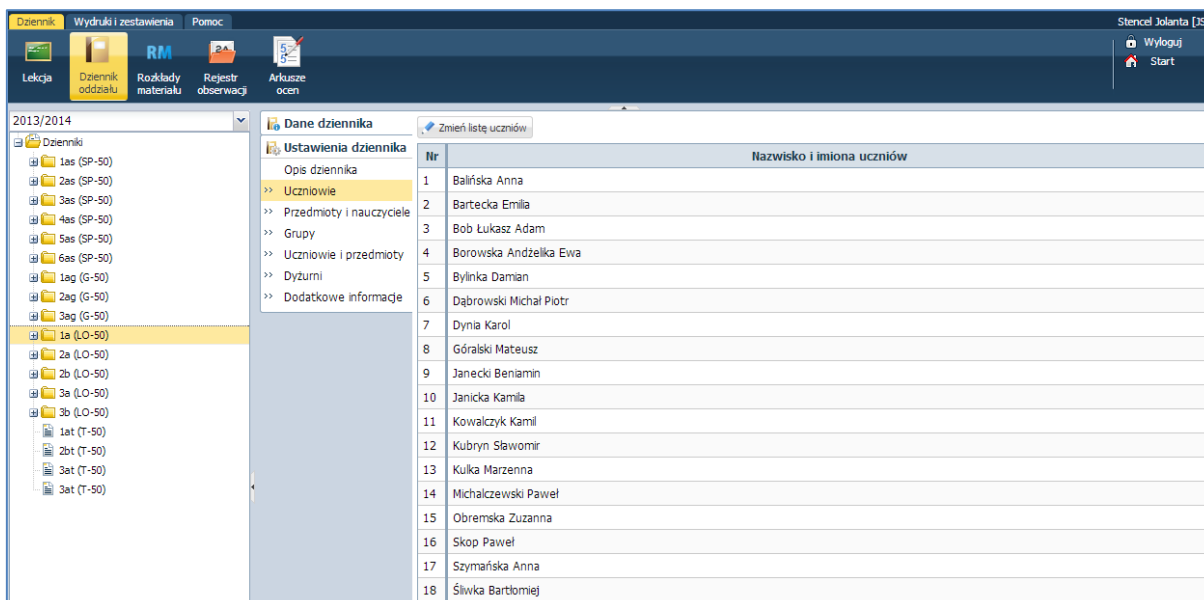 Dziennik Wydruki i zestawienia Pomoc
Stencel Jolanta [JS
Wyloguj
Start
Lekcja
Dziennik
oddziału
RM
Rozkłady
materiału
Rejestr
obserwacji
Arkusze
ocen
2013/2014
Dzienniki
1as (SP-50)
2as (SP-50)
3as (SP-50)
4as (SP-50)
5as (SP-50)
6as (SP-50)
1ag (G-50)
2ag (G-50)
3ag (G-50)
1a (LO-50)
2a (LO-50)
2b (LO-50)
3a (LO-50)
3b (LO-50)
1at (T-50)
2bt (T-50)
3at (T-50)
3at (T-50)
Dane dziennika
Ustawienia dziennika
Opis dziennika
>> Uczniowie
>> Przedmioty i nauczyciele
>> Grupy
>> Uczniowie i przedmioty
>> Dyżurni
>> Dodatkowe informacje
Zmień listę uczniów
Nr Nazwisko i imiona uczniów
1 Balińska Anna
2 Bartecka Emilia
3 Bob Łukasz Adam
4 Borowska Andżelika Ewa
5 Bylinka Damian
6 Dąbrowski Michał Piotr
7 Dynia Karol
8 Góralski Mateusz
9 Janecki Beniamin
10 Janicka Kamila
11 Kowalczyk Kamil
12 Kubryn Sławomir
13 Kulka Marzenna
14 Michalczewski Paweł
15 Obremska Zuzanna
16 Skop Paweł
17 Szymańska Anna
18 Śliwka Bartłomiej